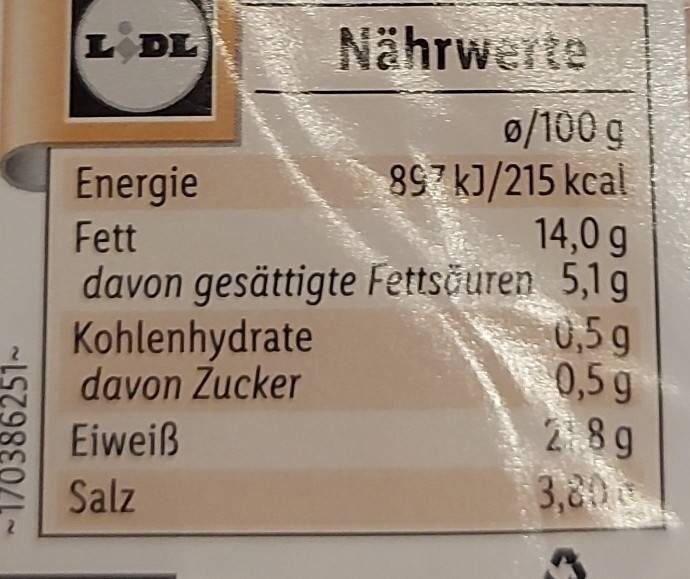 LIDL
Nährwerte
ø/100 g
Energie 897 kJ/215 kcal
Fett 14,0 g
davon gesättigte Fettsäuren 5,1 g
Kohlenhydrate 0,5 g
davon Zucker 0,5 g
Eiweiß
Salz
~170386251~